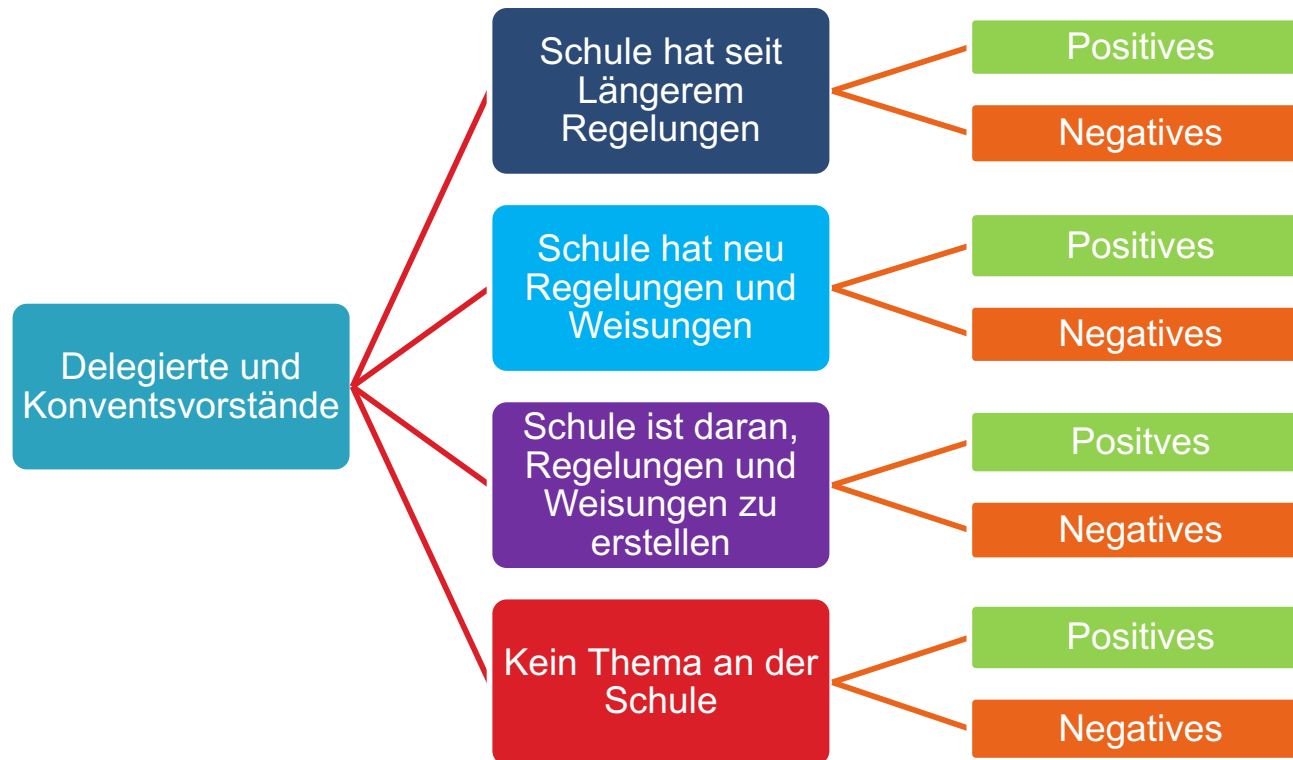 Delegierte und
Konventsvorstände
Schule hat seit
Längerem
Regelungen
Positives
Negatives
Schule hat neu
Regelungen und
Weisungen
Positives
Negatives
Schule ist daran,
Regelungen und
Weisungen zu
erstellen
Positves
Negatives
Kein Thema an der
Schule
Positives
Negatives